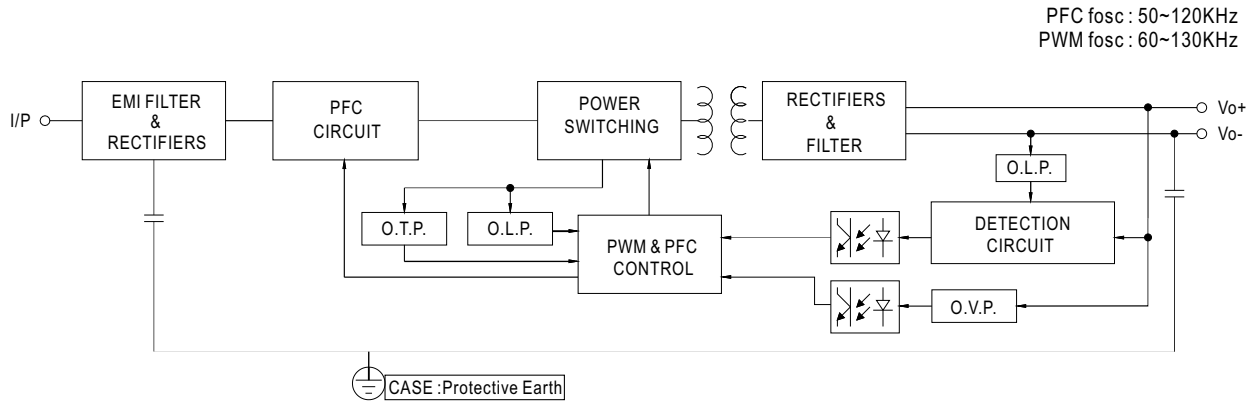 PFC fosc : 50~120KHz
PWM fosc : 60~130KHz
I/P
EMI FILTER
&
RECTIFIERS
PFC
CIRCUIT
POWER
SWITCHING
RECTIFIERS
&
FILTER
Vo+
Vo-
O.L.P.
O.T.P.
O.L.P.
PWM & PFC
CONTROL
DETECTION
CIRCUIT
O.V.P.
CASE :Protective Earth